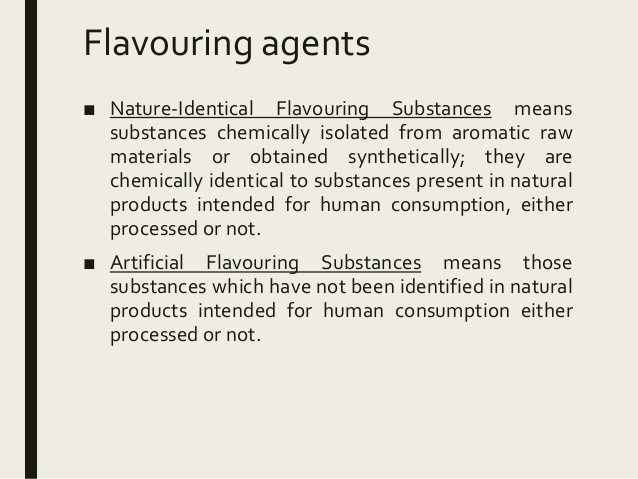 Flavouring agents
■ Nature-Identical Flavouring Substances means
substances chemically isolated from aromatic raw
materials or obtained synthetically; they are
chemically identical to substances present in natural
products intended for human consumption, either
processed or not.
■ Artificial Flavouring Substances means those
substances which have not been identified in natural
products intended for human consumption either
processed or not.